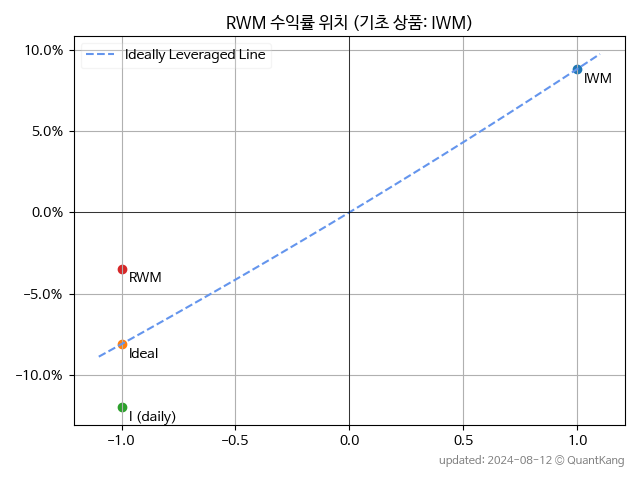 RWM 수익률 위치 (기초 상품: IWM)
10.0%
Ideally Leveraged Line
IWM
5.0%
0.0%
RWM
−5.0%
Ideal
−10.0%
I (daily)
−1.0 −0.5 0.0 0.5 1.0
updated: 2024-08-12 © QuantKang